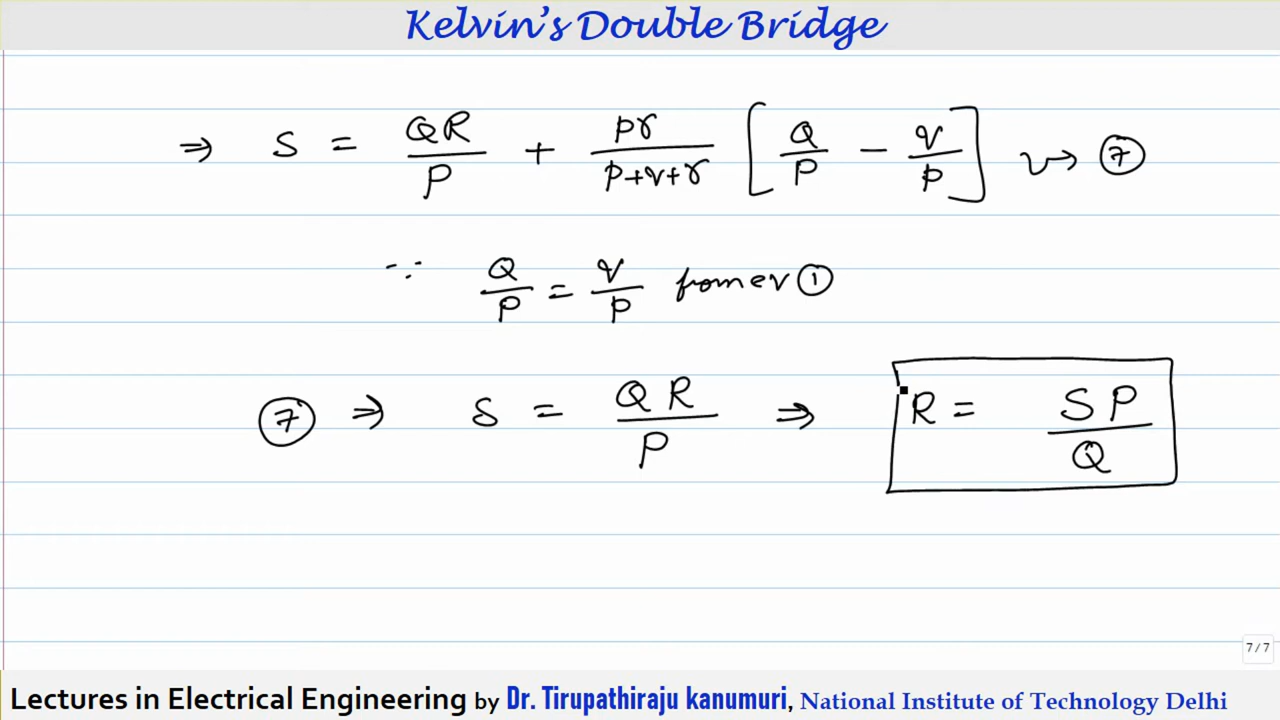 Kelvin's Double Bridge
⇒ S = QR/P + pr/(p+q+r) [Q/P − q/p] → ⑦
∵ Q/P = q/p from eq ①
⑦ ⇒ S = QR/P ⇒ R = SP/Q
7 / 7
Lectures in Electrical Engineering by Dr. Tirupathiraju kanumuri, National Institute of Technology Delhi